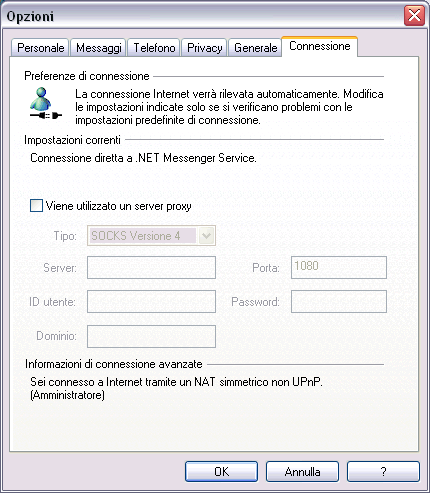 Opzioni
Personale Messaggi Telefono Privacy Generale Connessione
Preferenze di connessione
La connessione Internet verrà rilevata automaticamente. Modifica
le impostazioni indicate solo se si verificano problemi con le
impostazioni predefinite di connessione.
Impostazioni correnti
Connessione diretta a .NET Messenger Service.
Viene utilizzato un server proxy
Tipo: SOCKS Versione 4
Server: Porta: 1080
ID utente: Password:
Dominio:
Informazioni di connessione avanzate
Sei connesso a Internet tramite un NAT simmetrico non UPnP.
(Amministratore)
OK Annulla ?